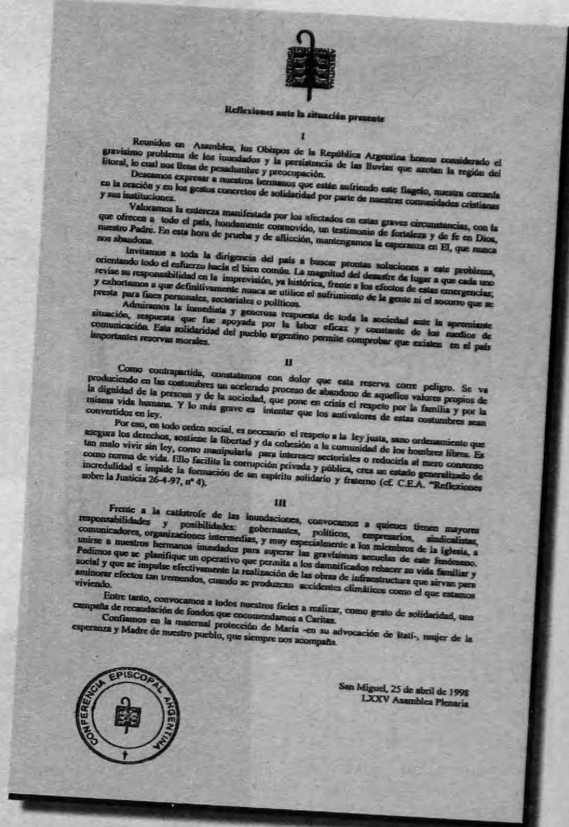 Reflexiones ante la situación presente
I
Reunidos en Asamblea, los Obispos de la República Argentina hemos considerado el
gravísimo problema de los inundados y la persistencia de las lluvias que azotan la región del
litoral, lo cual nos llena de pesadumbre y preocupación.
Deseamos expresar a nuestros hermanos que están sufriendo este flagelo, nuestra cercanía
en la oración y en los gestos concretos de solidaridad por parte de nuestras comunidades cristianas
y sus instituciones.
Valoramos la entereza manifestada por los afectados en estas graves circunstancias, con la
que ofrecen a todo el país, hondamente conmovido, un testimonio de fortaleza y de fe en Dios,
nuestro Padre. En esta hora de prueba y de aflicción, mantengamos la esperanza en El, que nunca
nos abandona.
Invitamos a toda la dirigencia del país a buscar prontas soluciones a este problema,
orientando todo el esfuerzo hacia el bien común. La magnitud del desastre da lugar a que cada uno
revise su responsabilidad en la imprevisión, ya histórica, frente a los efectos de estas emergencias;
y exhortamos a que definitivamente nunca se utilice el sufrimiento de la gente ni el socorro que se
presta para fines personales, sectoriales o políticos.
Admiramos la inmediata y generosa respuesta de toda la sociedad ante la apremiante
situación, respuesta que fue apoyada por la labor eficaz y constante de los medios de
comunicación. Esta solidaridad del pueblo argentino permite comprobar que existen en el país
importantes reservas morales.
II
Como contrapartida, constatamos con dolor que esta reserva corre peligro. Se va
produciendo en las costumbres un acelerado proceso de abandono de aquellos valores propios de
la dignidad de la persona y de la sociedad, que pone en crisis el respeto por la familia y por la
misma vida humana. Y lo más grave es intentar que los antivalores de estas costumbres sean
convertidos en ley.
Por eso, en todo orden social, es necesario el respeto a la ley justa, sano ordenamiento que
asegura los derechos, sostiene la libertad y da cohesión a la comunidad de los hombres libres. Es
tan malo vivir sin ley, como manipularla para intereses sectoriales o reducirla al mero consenso
como norma de vida. Ello facilita la corrupción privada y pública, crea un estado generalizado de
incredulidad e impide la formación de un espíritu solidario y fraterno (cf. C.E.A. "Reflexiones
sobre la Justicia 26-4-97, n° 4).
III
Frente a la catástrofe de las inundaciones, convocamos a quienes tienen mayores
responsabilidades y posibilidades: gobernantes, políticos, empresarios, sindicalistas,
comunicadores, organizaciones intermedias, y muy especialmente a los miembros de la iglesia, a
unirse a nuestros hermanos inundados para superar las gravísimas secuelas de este fenómeno.
Pedimos que se planifique un operativo que permita a los damnificados rehacer su vida familiar y
social y que se impulse efectivamente la realización de las obras de infraestructura que sirvan para
aminorar efectos tan tremendos, cuando se produzcan accidentes climáticos como el que estamos
viviendo.
Entre tanto, convocamos a todos nuestros fieles a realizar, como gesto de solidaridad, una
campaña de recaudación de fondos que encomendamos a Caritas.
Confiamos en la maternal protección de María -en su advocación de Itatí-, mujer de la
esperanza y Madre de nuestro pueblo, que siempre nos acompaña.
CONFERENCIA EPISCOPAL ARGENTINA
San Miguel, 25 de abril de 1998
LXXV Asamblea Plenaria